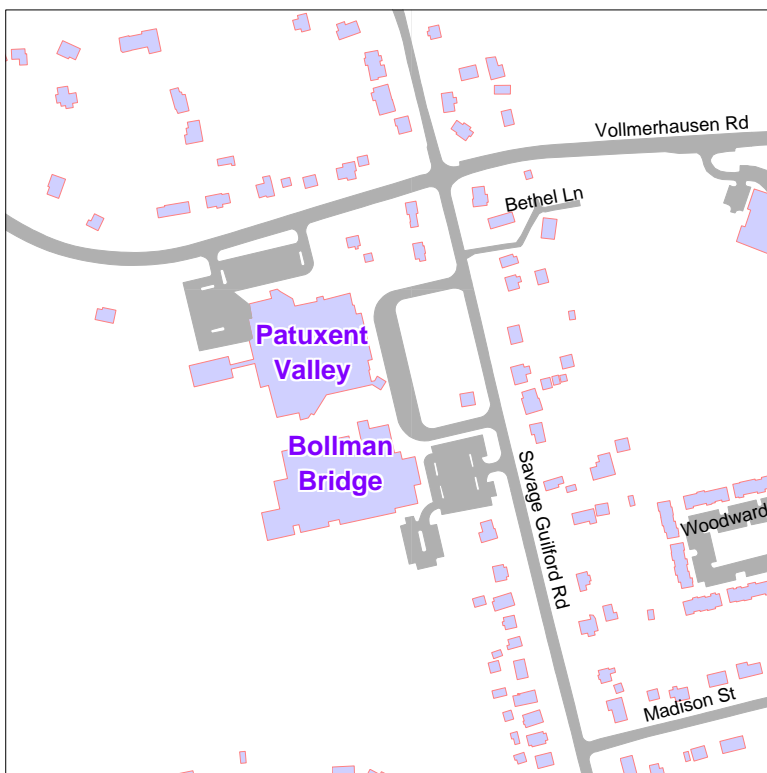 Vollmerhausen Rd
Bethel Ln
Patuxent
Valley
Bollman
Bridge
Savage Guilford Rd
Woodward
Madison St